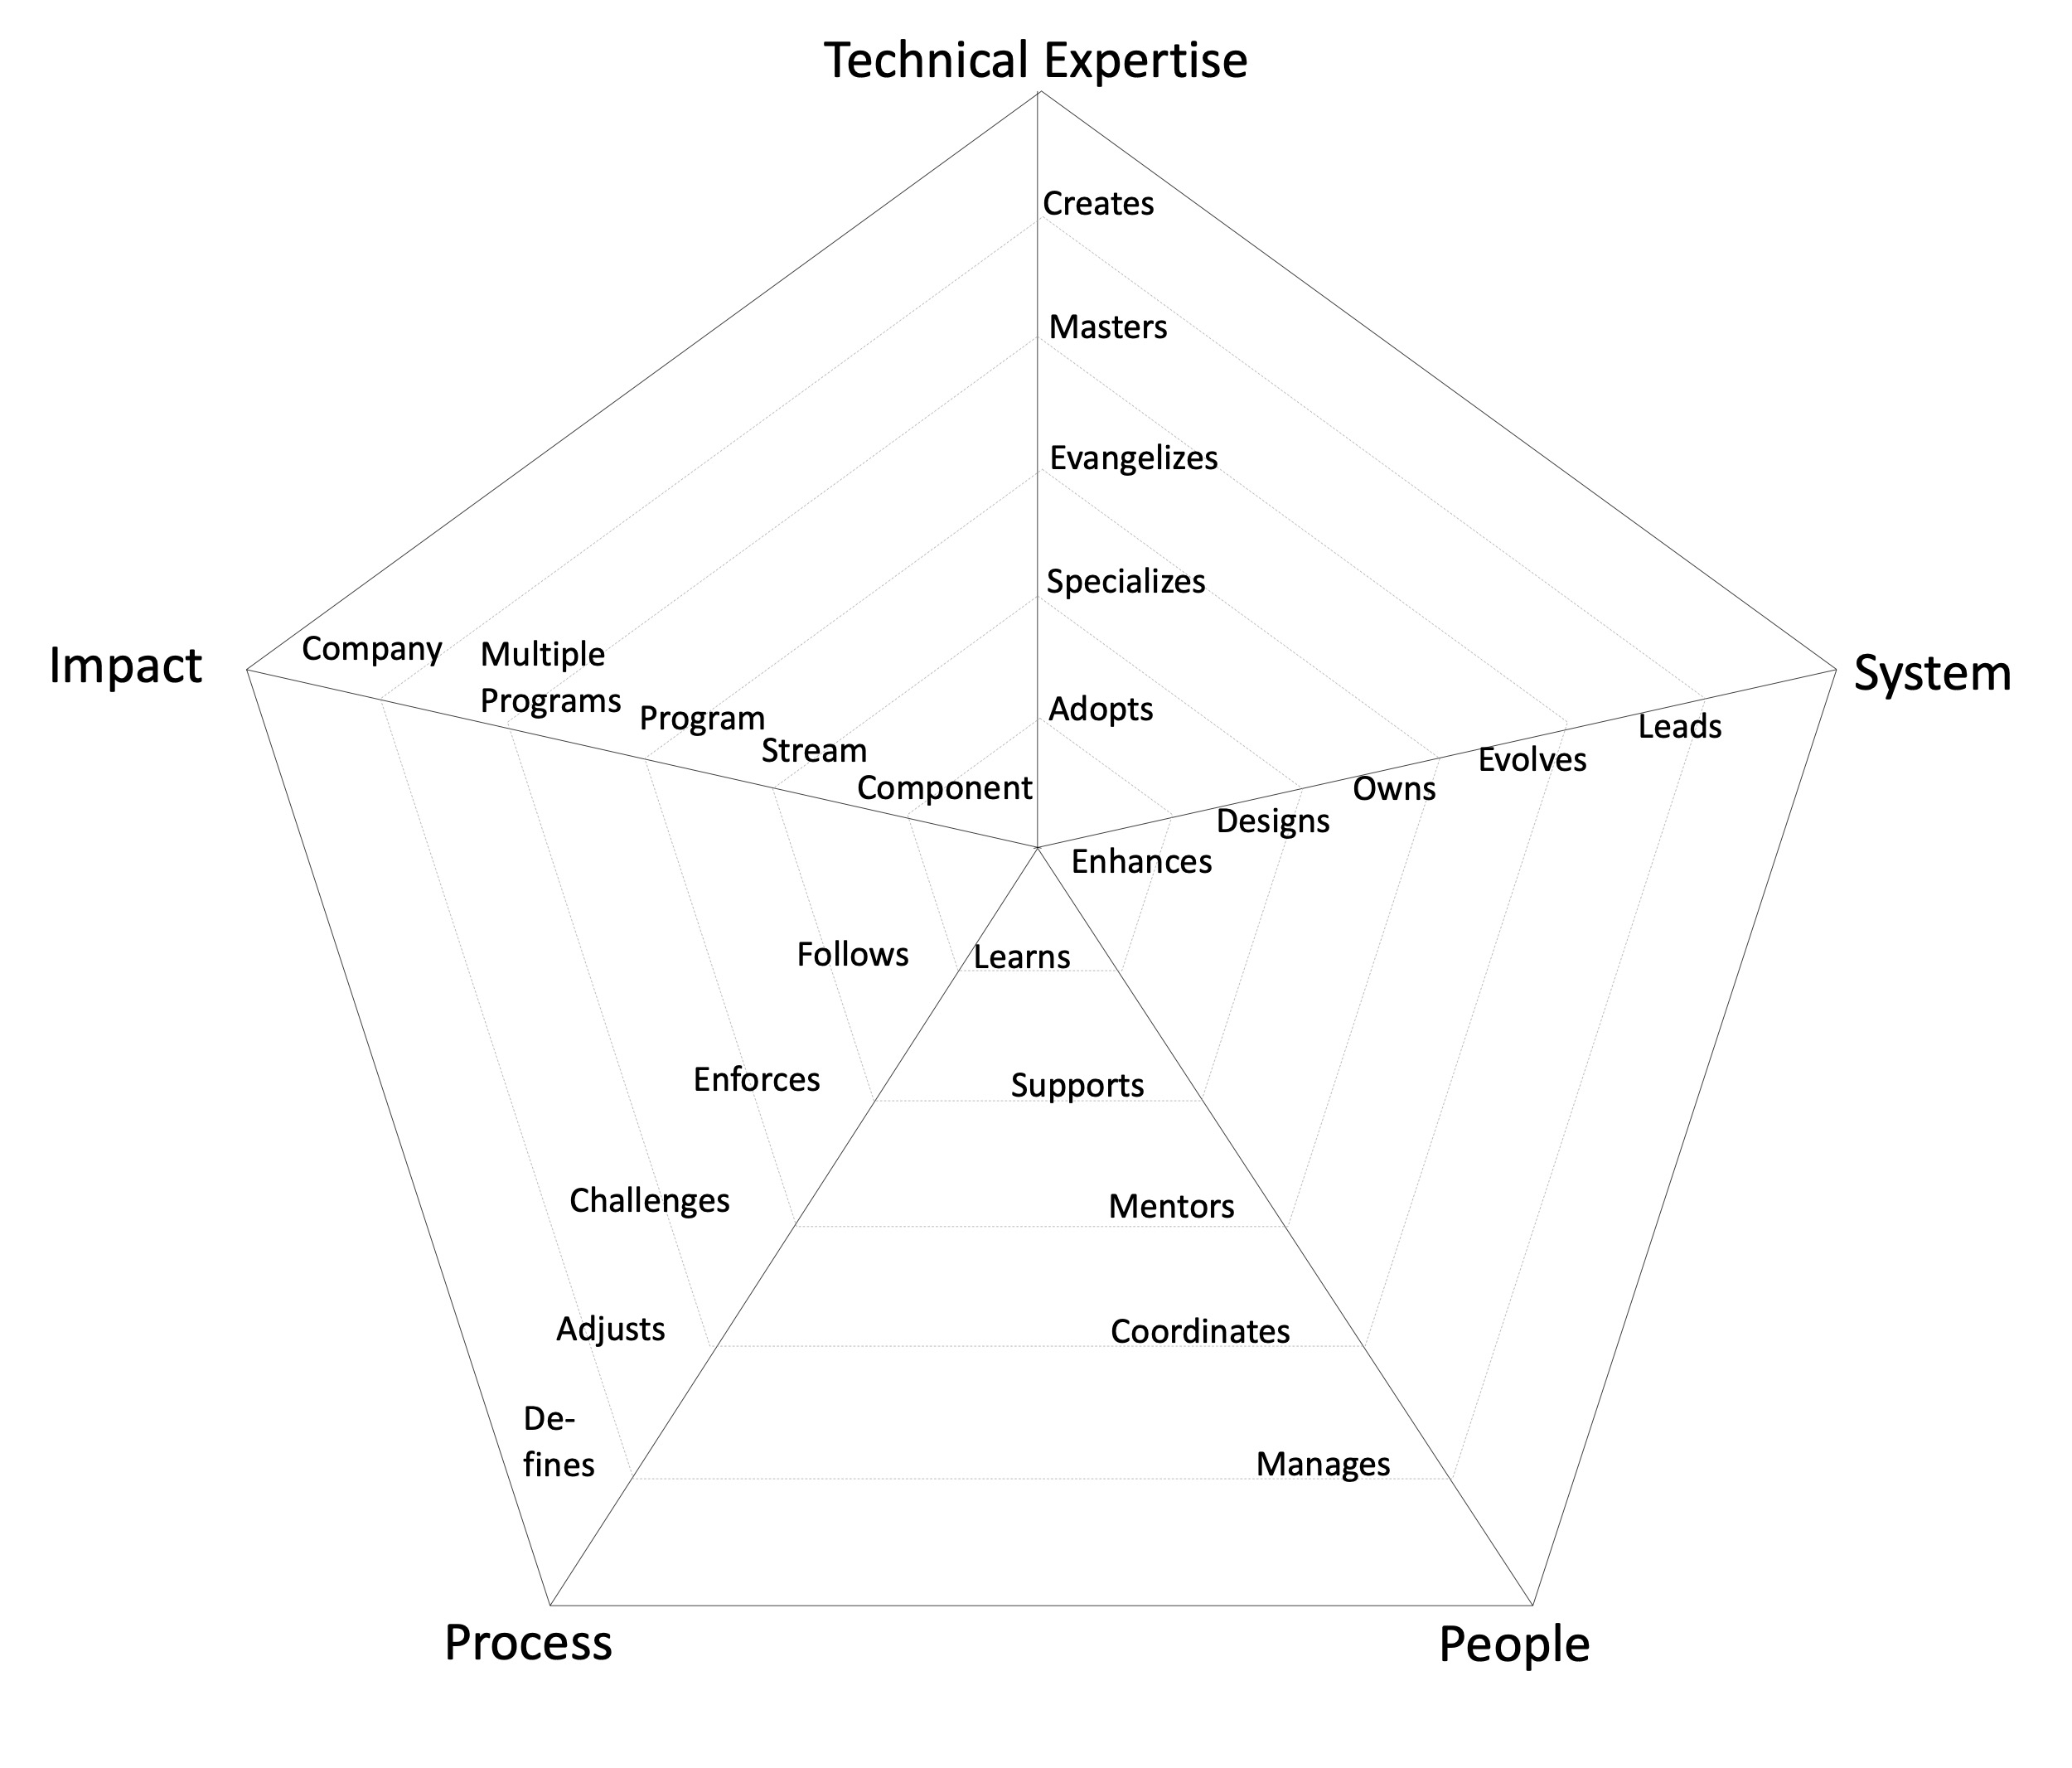 Technical Expertise
Creates
Masters
Evangelizes
Specializes
Adopts
Impact
Company
Multiple
Programs
Program
Stream
Component
System
Leads
Evolves
Owns
Designs
Enhances
Follows
Enforces
Challenges
Adjusts
De-
fines
Process
Learns
Supports
Mentors
Coordinates
Manages
People